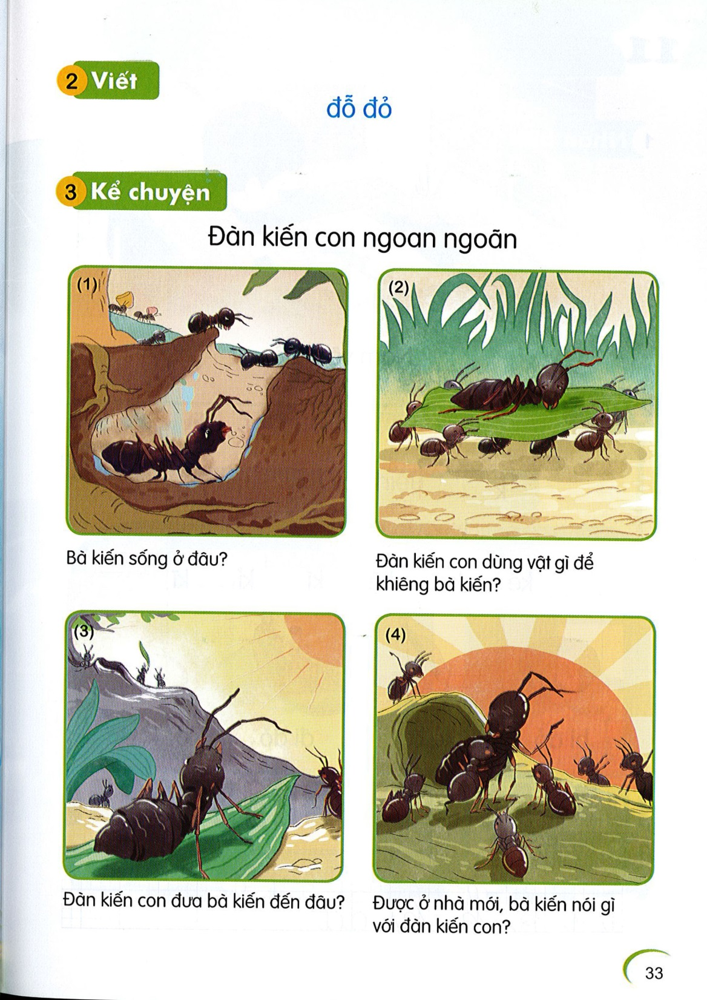 2 Viết
đỗ đỏ
3 Kể chuyện
Đàn kiến con ngoan ngoãn
(1)
(2)
Bà kiến sống ở đâu?
Đàn kiến con dùng vật gì để
khiêng bà kiến?
(3)
(4)
Đàn kiến con đưa bà kiến đến đâu?
Được ở nhà mới, bà kiến nói gì
với đàn kiến con?
33